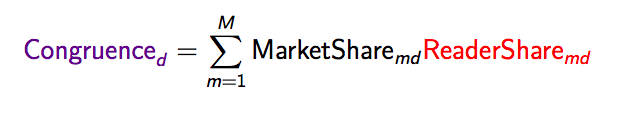 M
Congruence_d = ∑ MarketShare_md ReaderShare_md
m=1